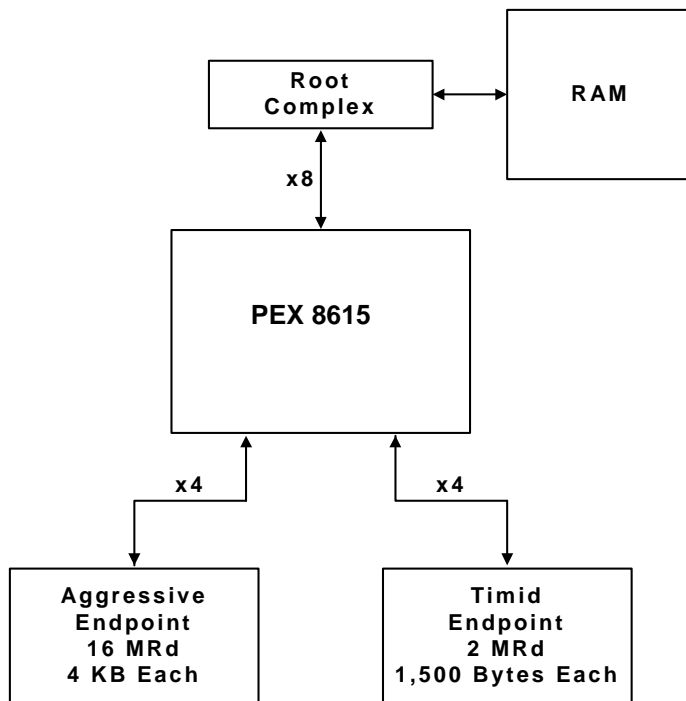 Root
Complex
RAM
x8
PEX 8615
x4
x4
Aggressive
Endpoint
16 MRd
4 KB Each
Timid
Endpoint
2 MRd
1,500 Bytes Each